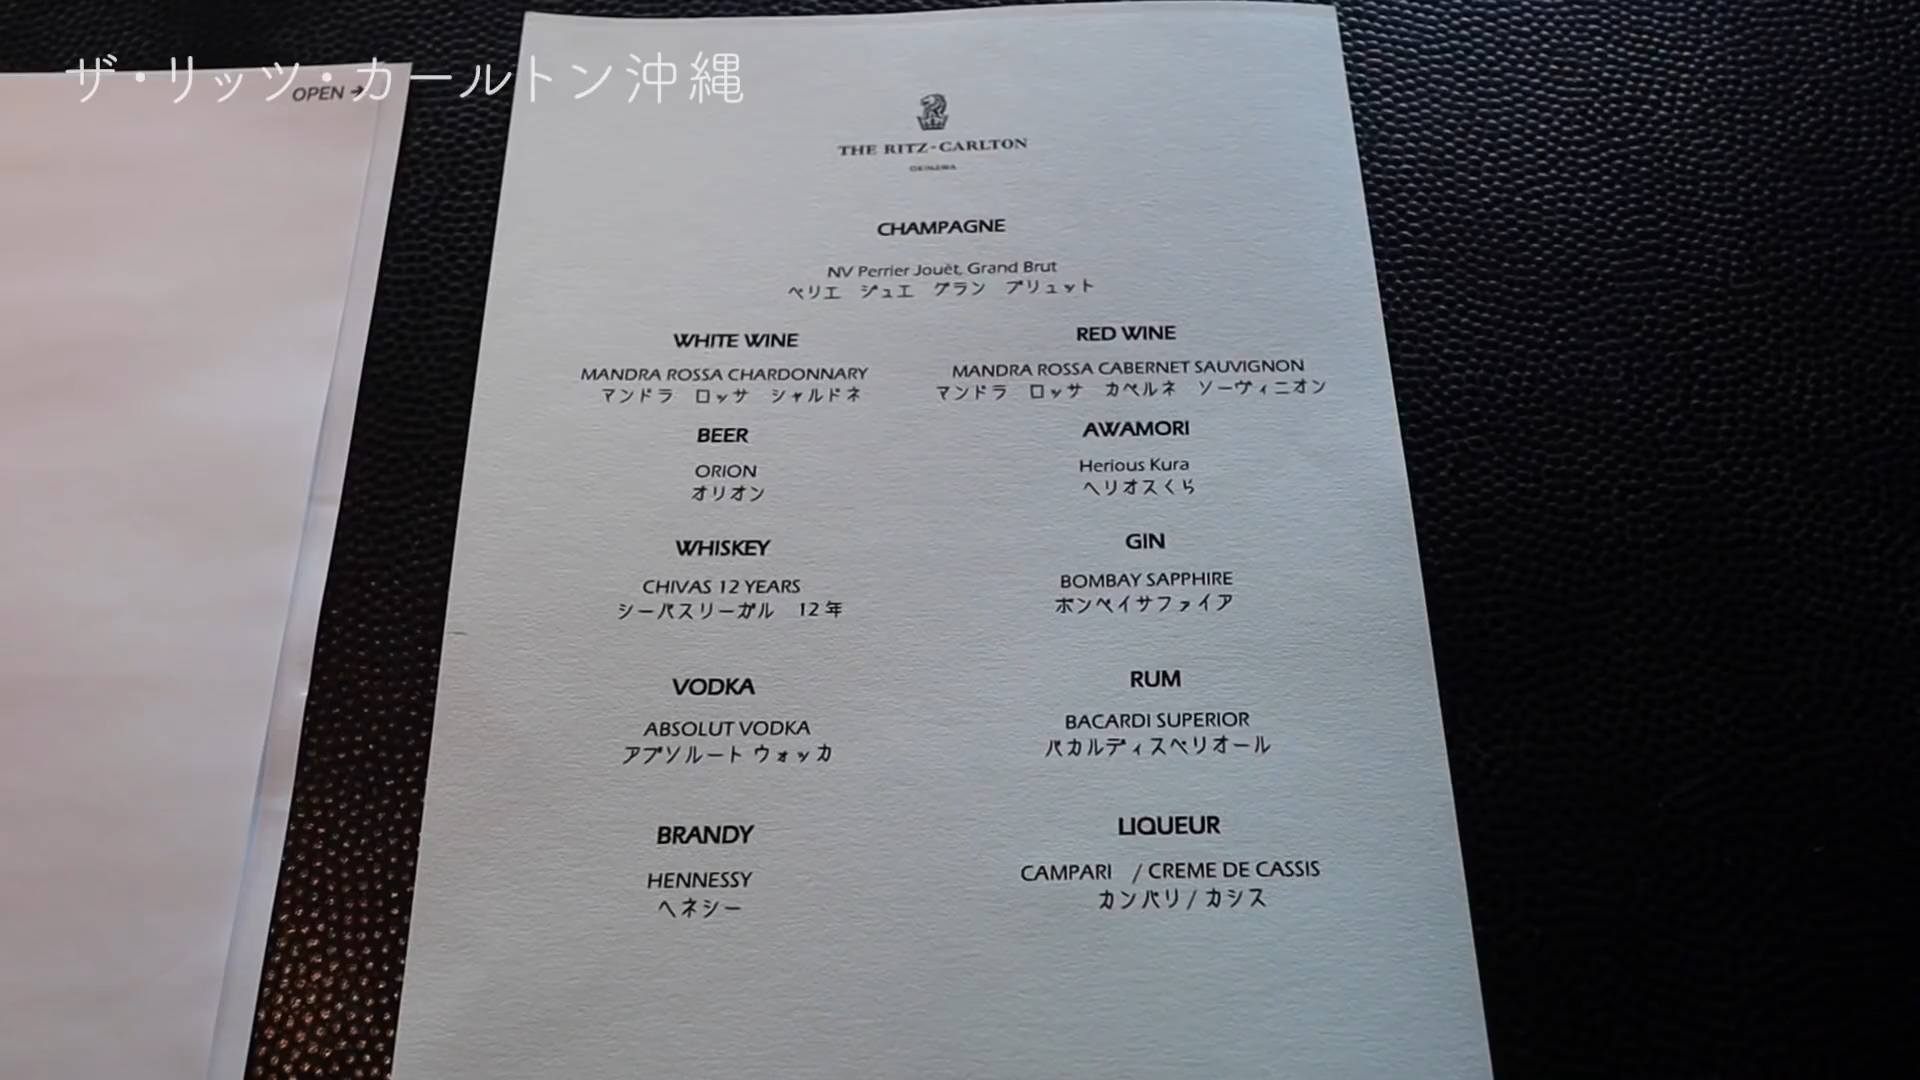 ザ・リッツ・カールトン沖縄
OPEN →
THE RITZ-CARLTON
OKINAWA
CHAMPAGNE
NV Perrier Jouët, Grand Brut
ペリエ ジュエ グラン ブリュット
WHITE WINE
MANDRA ROSSA CHARDONNARY
マンドラ ロッサ シャルドネ
RED WINE
MANDRA ROSSA CABERNET SAUVIGNON
マンドラ ロッサ カベルネ ソーヴィニオン
BEER
ORION
オリオン
AWAMORI
Herious Kura
ヘリオスくら
WHISKEY
CHIVAS 12 YEARS
シーバスリーガル 12年
GIN
BOMBAY SAPPHIRE
ボンベイサファイア
VODKA
ABSOLUT VODKA
アブソルート ウォッカ
RUM
BACARDI SUPERIOR
バカルディスペリオール
BRANDY
HENNESSY
ヘネシー
LIQUEUR
CAMPARI / CREME DE CASSIS
カンパリ / カシス